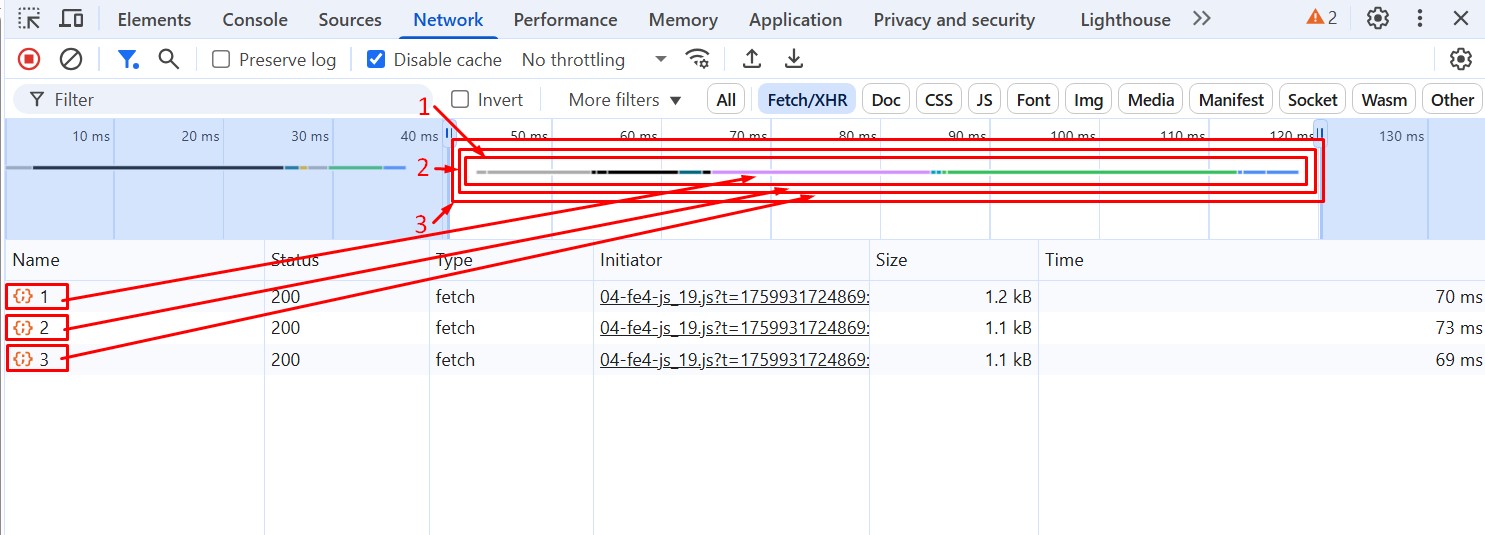 Elements Console Sources Network Performance Memory Application Privacy and security Lighthouse 2
Preserve log Disable cache No throttling
Filter Invert More filters All Fetch/XHR Doc CSS JS Font Img Media Manifest Socket Wasm Other
1
10 ms 20 ms 30 ms 40 ms 50 ms 60 ms 70 ms 80 ms 90 ms 100 ms 110 ms 120 ms 130 ms
2
3
Name Status Type Initiator Size Time
{;} 1 200 fetch 04-fe4-js_19.js?t=1759931724869: 1.2 kB 70 ms
{;} 2 200 fetch 04-fe4-js_19.js?t=1759931724869: 1.1 kB 73 ms
{;} 3 200 fetch 04-fe4-js_19.js?t=1759931724869: 1.1 kB 69 ms